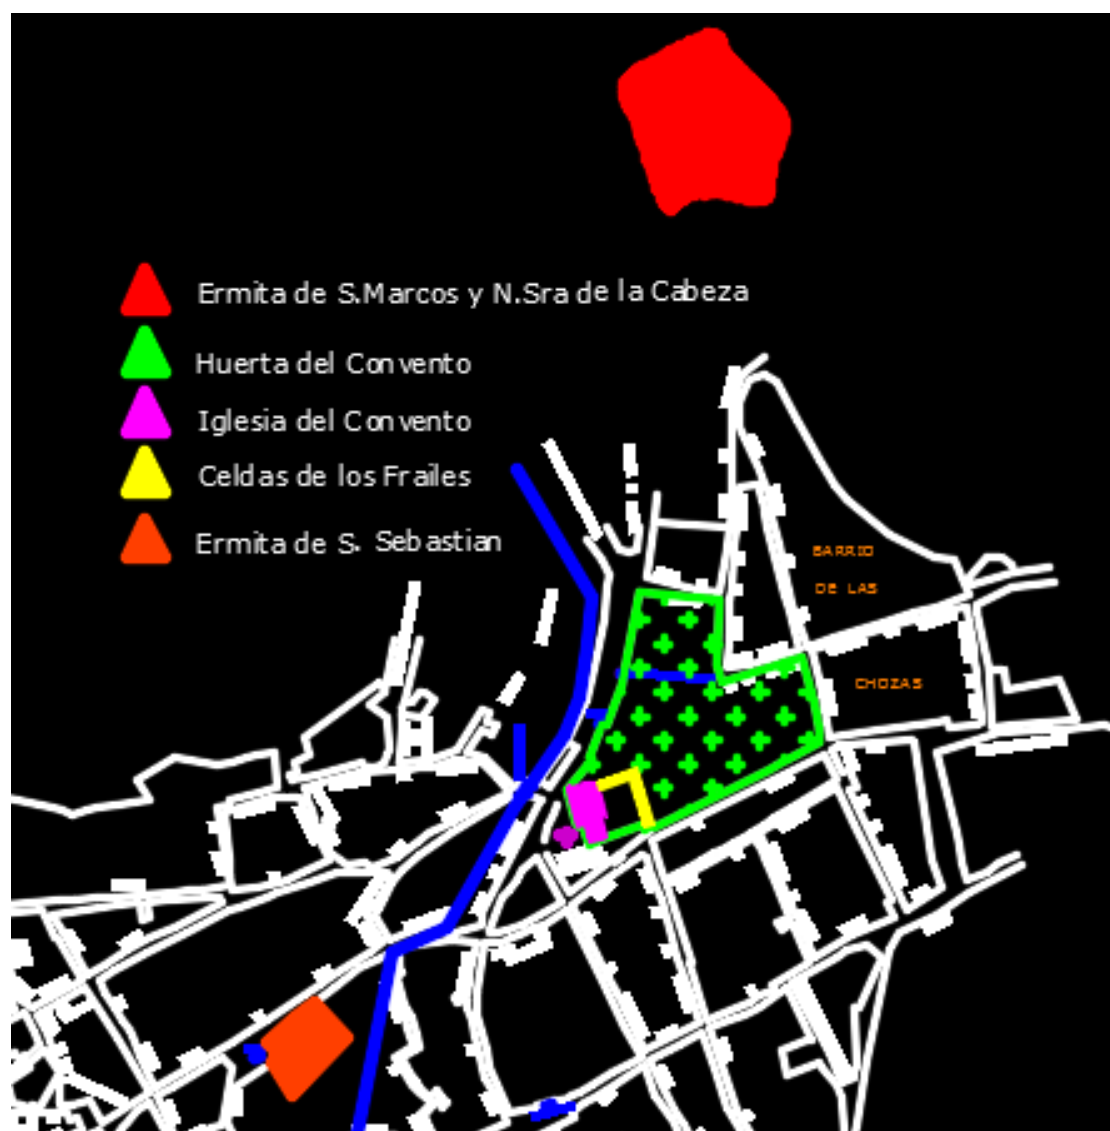 Ermita de S.Marcos y N.Sra de la Cabeza
Huerta del Convento
Iglesia del Convento
Celdas de los Frailes
Ermita de S. Sebastian
BARRIO
DE LAS
CHOZAS